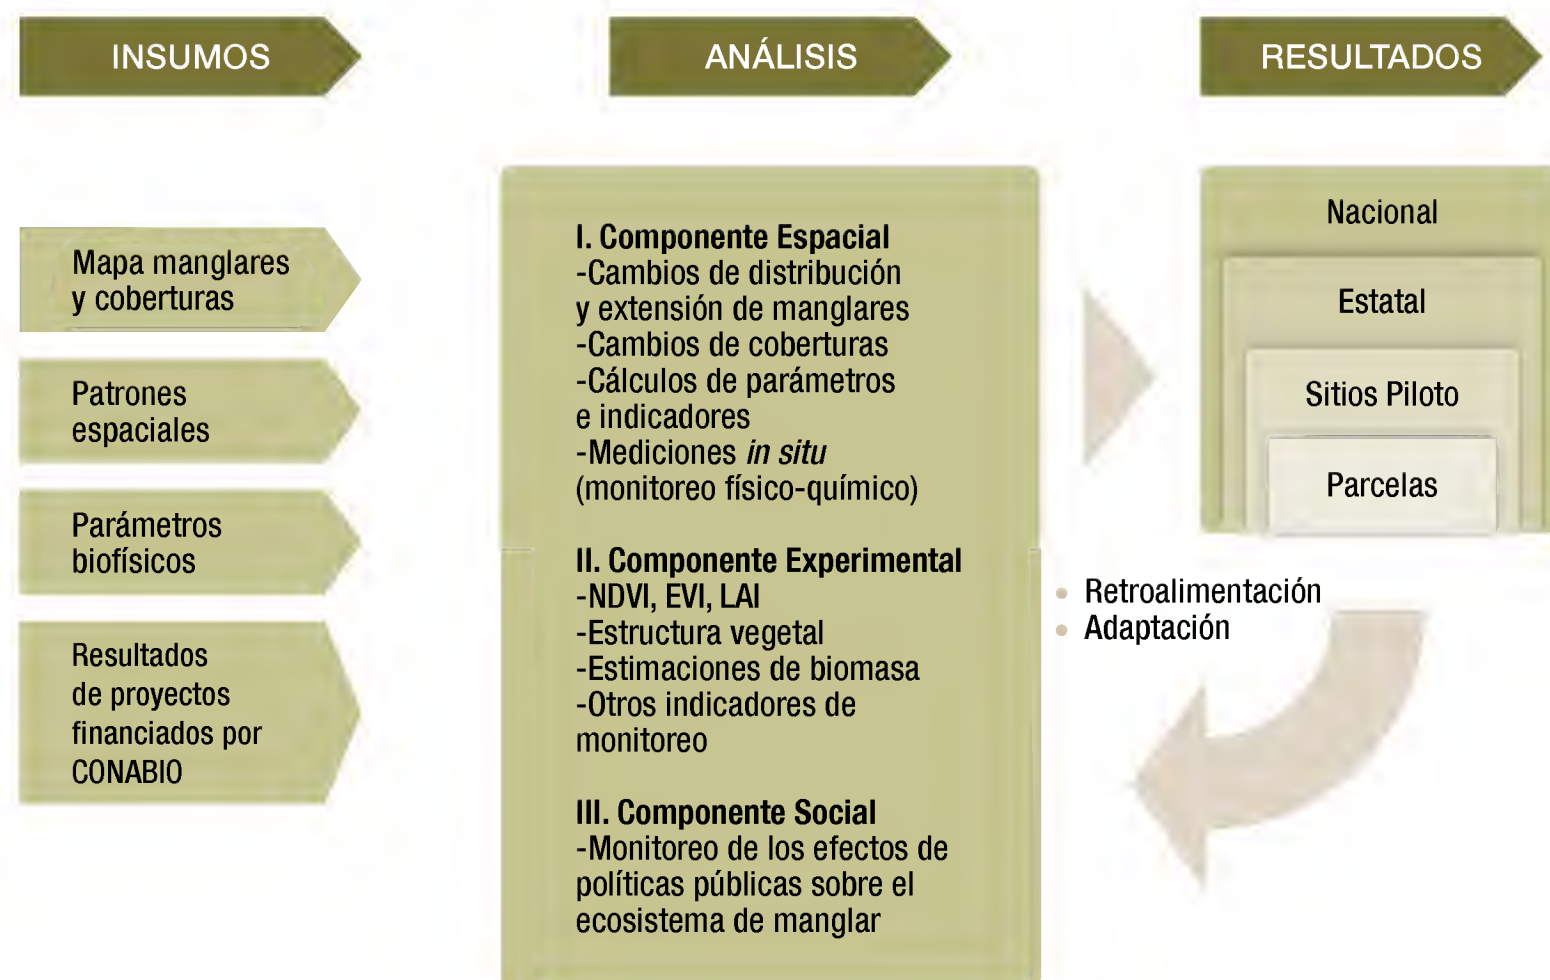 INSUMOS
ANÁLISIS
RESULTADOS
Mapa manglares
y coberturas
Patrones
espaciales
Parámetros
biofísicos
Resultados
de proyectos
financiados por
CONABIO
I. Componente Espacial
-Cambios de distribución
y extensión de manglares
-Cambios de coberturas
-Cálculos de parámetros
e indicadores
-Mediciones in situ
(monitoreo físico-químico)
II. Componente Experimental
-NDVI, EVI, LAI
-Estructura vegetal
-Estimaciones de biomasa
-Otros indicadores de
monitoreo
III. Componente Social
-Monitoreo de los efectos de
políticas públicas sobre el
ecosistema de manglar
Nacional
Estatal
Sitios Piloto
Parcelas
• Retroalimentación
• Adaptación